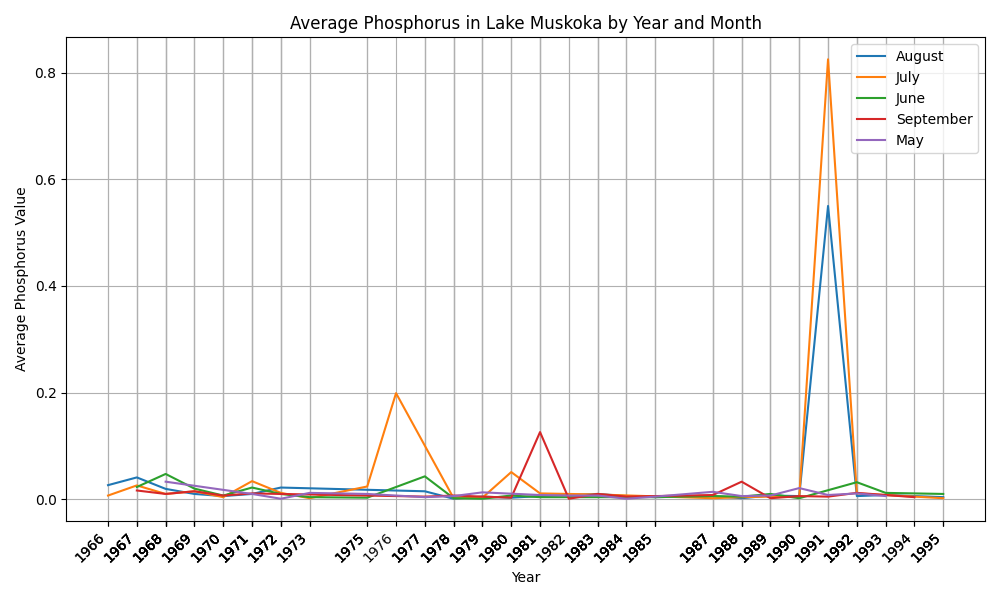 Average Phosphorus in Lake Muskoka by Year and Month
August
July
June
September
May
0.8
0.6
0.4
0.2
0.0
Average Phosphorus Value
1966 1967 1968 1969 1970 1971 1972 1973 1975 1976 1977 1978 1979 1980 1981 1982 1983 1984 1985 1987 1988 1989 1990 1991 1992 1993 1994 1995
Year